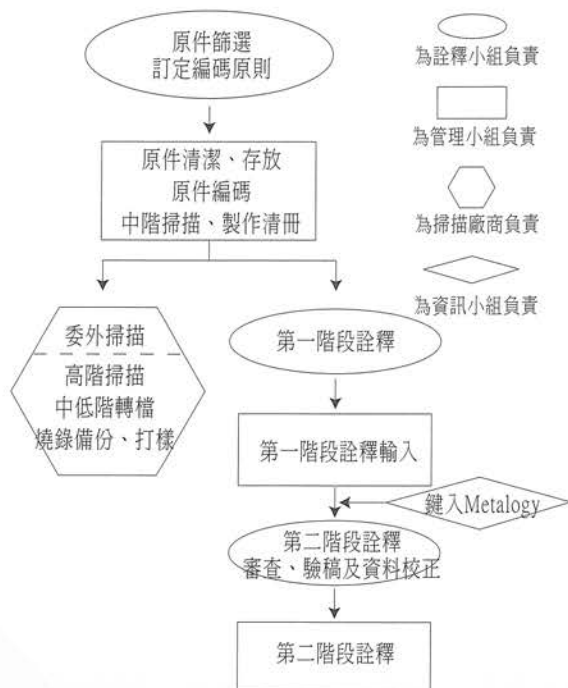 原件篩選
訂定編碼原則
為詮釋小組負責
原件清潔、存放
原件編碼
中階掃描、製作清冊
為管理小組負責
為掃描廠商負責
為資訊小組負責
委外掃描
高階掃描
中低階轉檔
燒錄備份、打樣
第一階段詮釋
第一階段詮釋輸入
鍵入Metalogy
第二階段詮釋
審查、驗稿及資料校正
第二階段詮釋